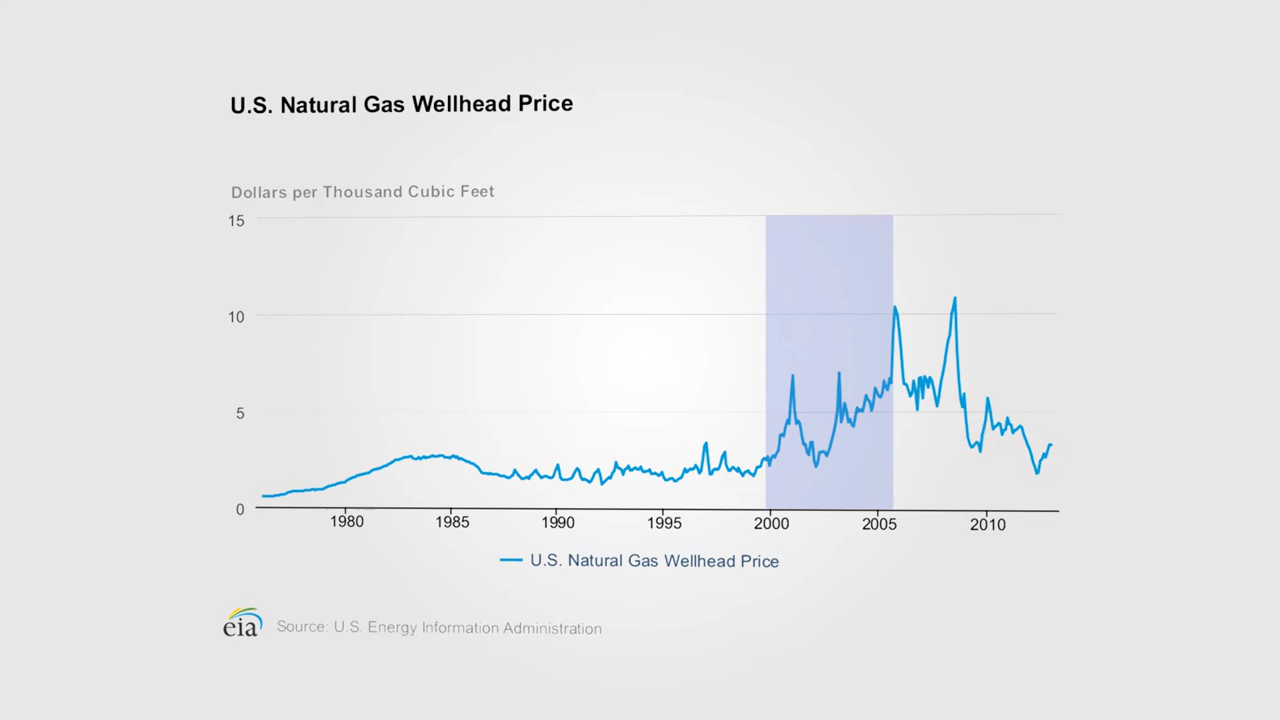 U.S. Natural Gas Wellhead Price
Dollars per Thousand Cubic Feet
15
10
5
0
1980 1985 1990 1995 2000 2005 2010
U.S. Natural Gas Wellhead Price
eia Source: U.S. Energy Information Administration